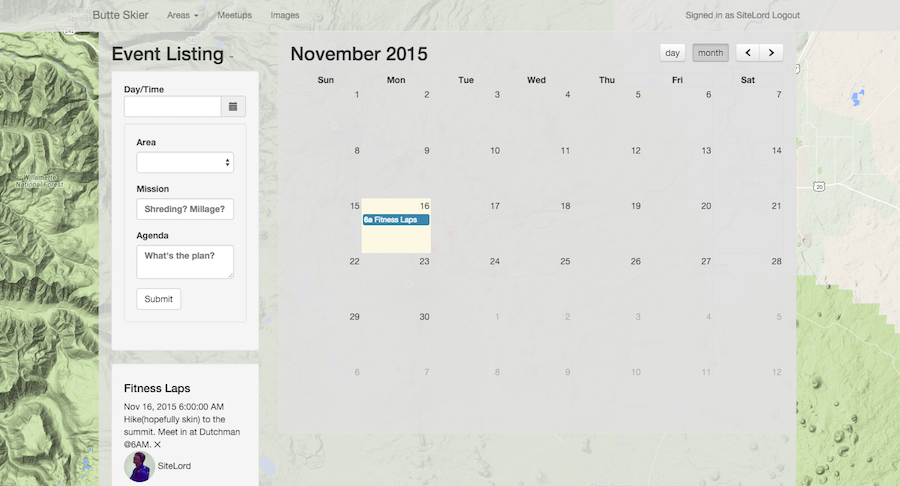 Butte Skier Areas Meetups Images Signed in as SiteLord Logout
Event Listing -
Day/Time
Area
Mission
Shreding? Millage?
Agenda
What's the plan?
Submit
Fitness Laps
Nov 16, 2015 6:00:00 AM
Hike(hopefully skin) to the
summit. Meet in at Dutchman
@6AM. ✕
SiteLord
November 2015
day month
Sun Mon Tue Wed Thu Fri Sat
1 2 3 4 5 6 7
8 9 10 11 12 13 14
15 16 17 18 19 20 21
6a Fitness Laps
22 23 24 25 26 27 28
29 30 1 2 3 4 5
6 7 8 9 10 11 12
Willamette
National Forest
20